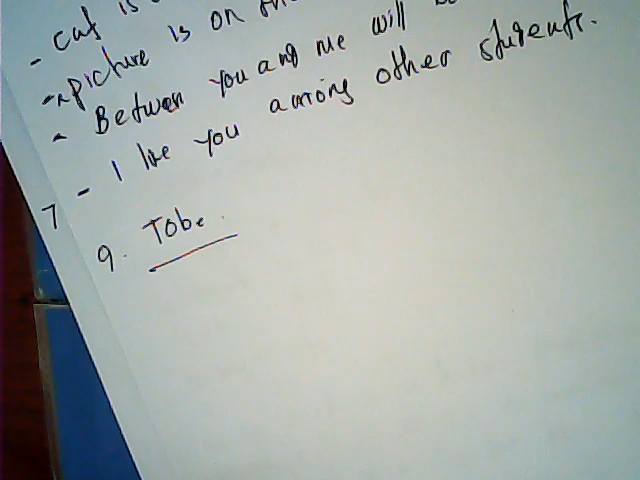 - cat is
- picture is on
- Betwen you and me will
- I like you among other students.
7
9. Tobe